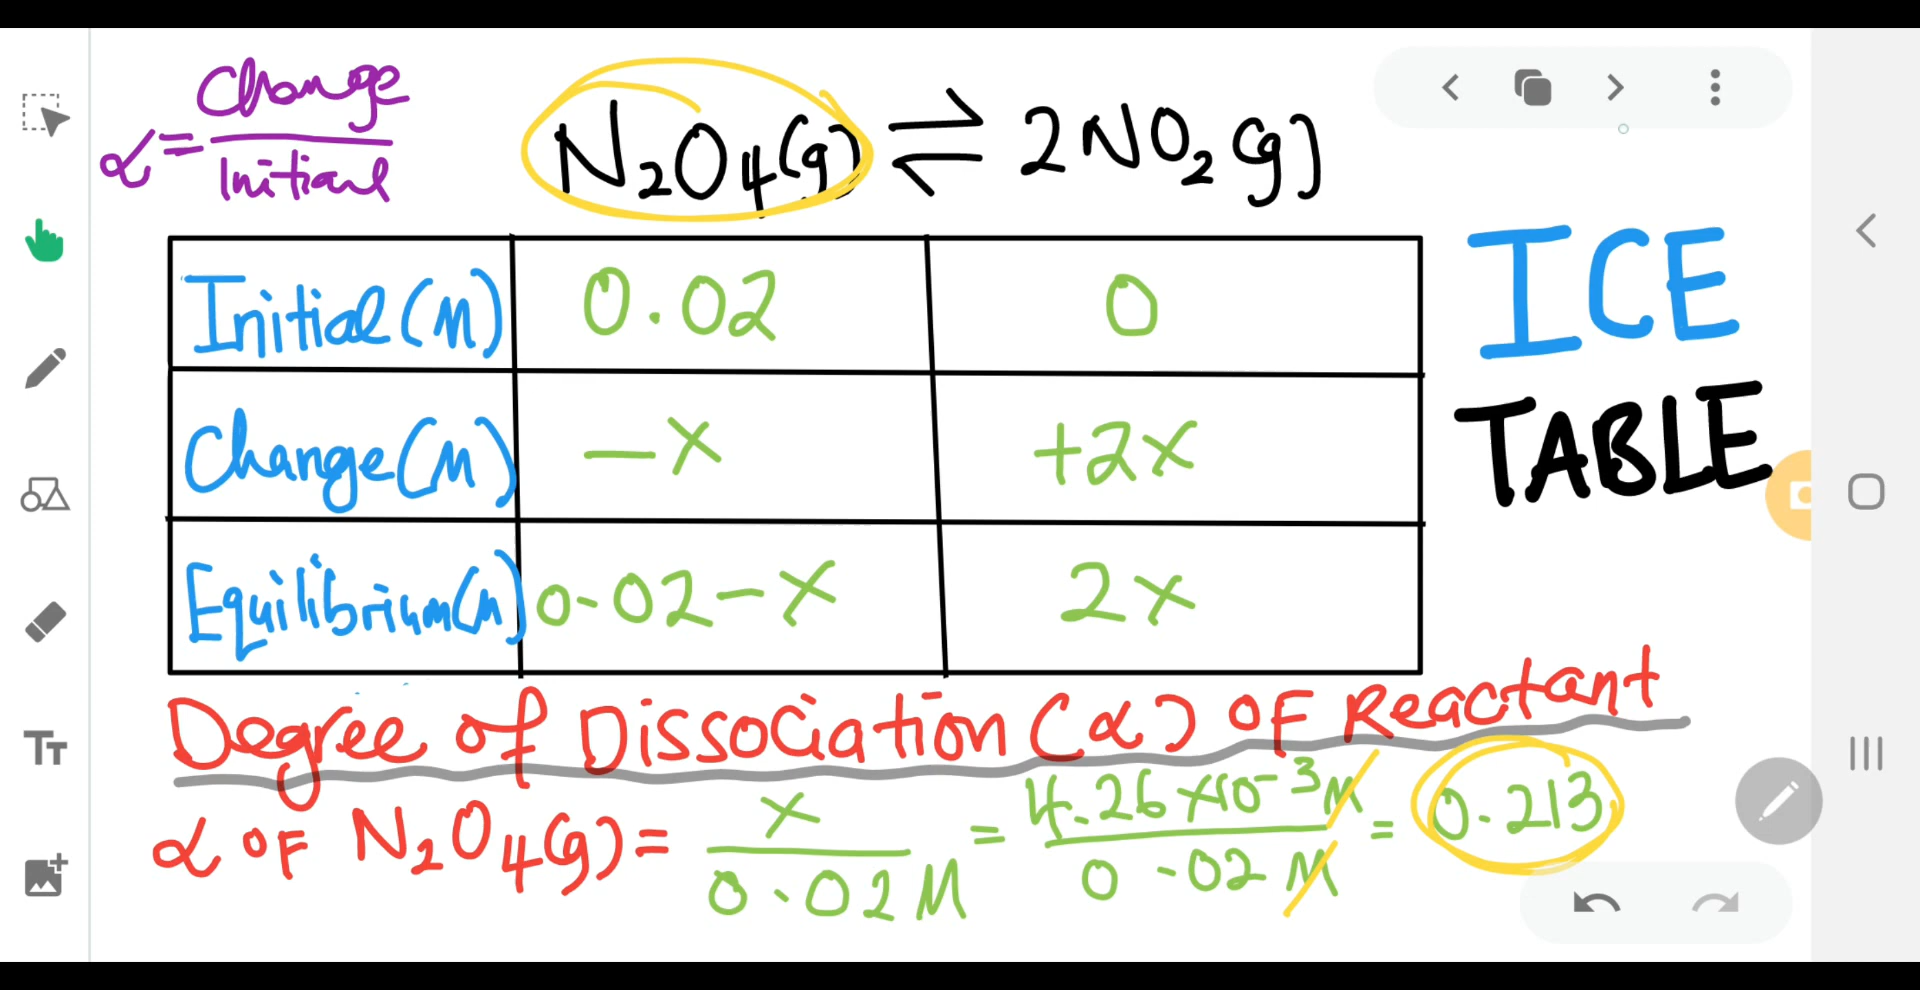 α = Change / Initial
N₂O₄(g) ⇌ 2NO₂(g)
Initial(M) 0.02 0
Change(M) -x +2x
Equilibrium(M) 0.02-x 2x
ICE
TABLE
Degree of Dissociation (α) OF Reactant
α OF N₂O₄(g) = x / 0.02 M = 4.26×10⁻³ M / 0.02 M = 0.213
TT